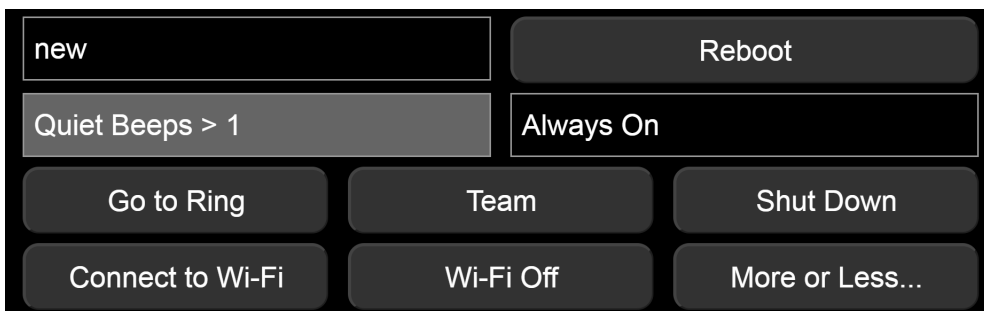 new
Reboot
Quiet Beeps > 1
Always On
Go to Ring
Team
Shut Down
Connect to Wi-Fi
Wi-Fi Off
More or Less...